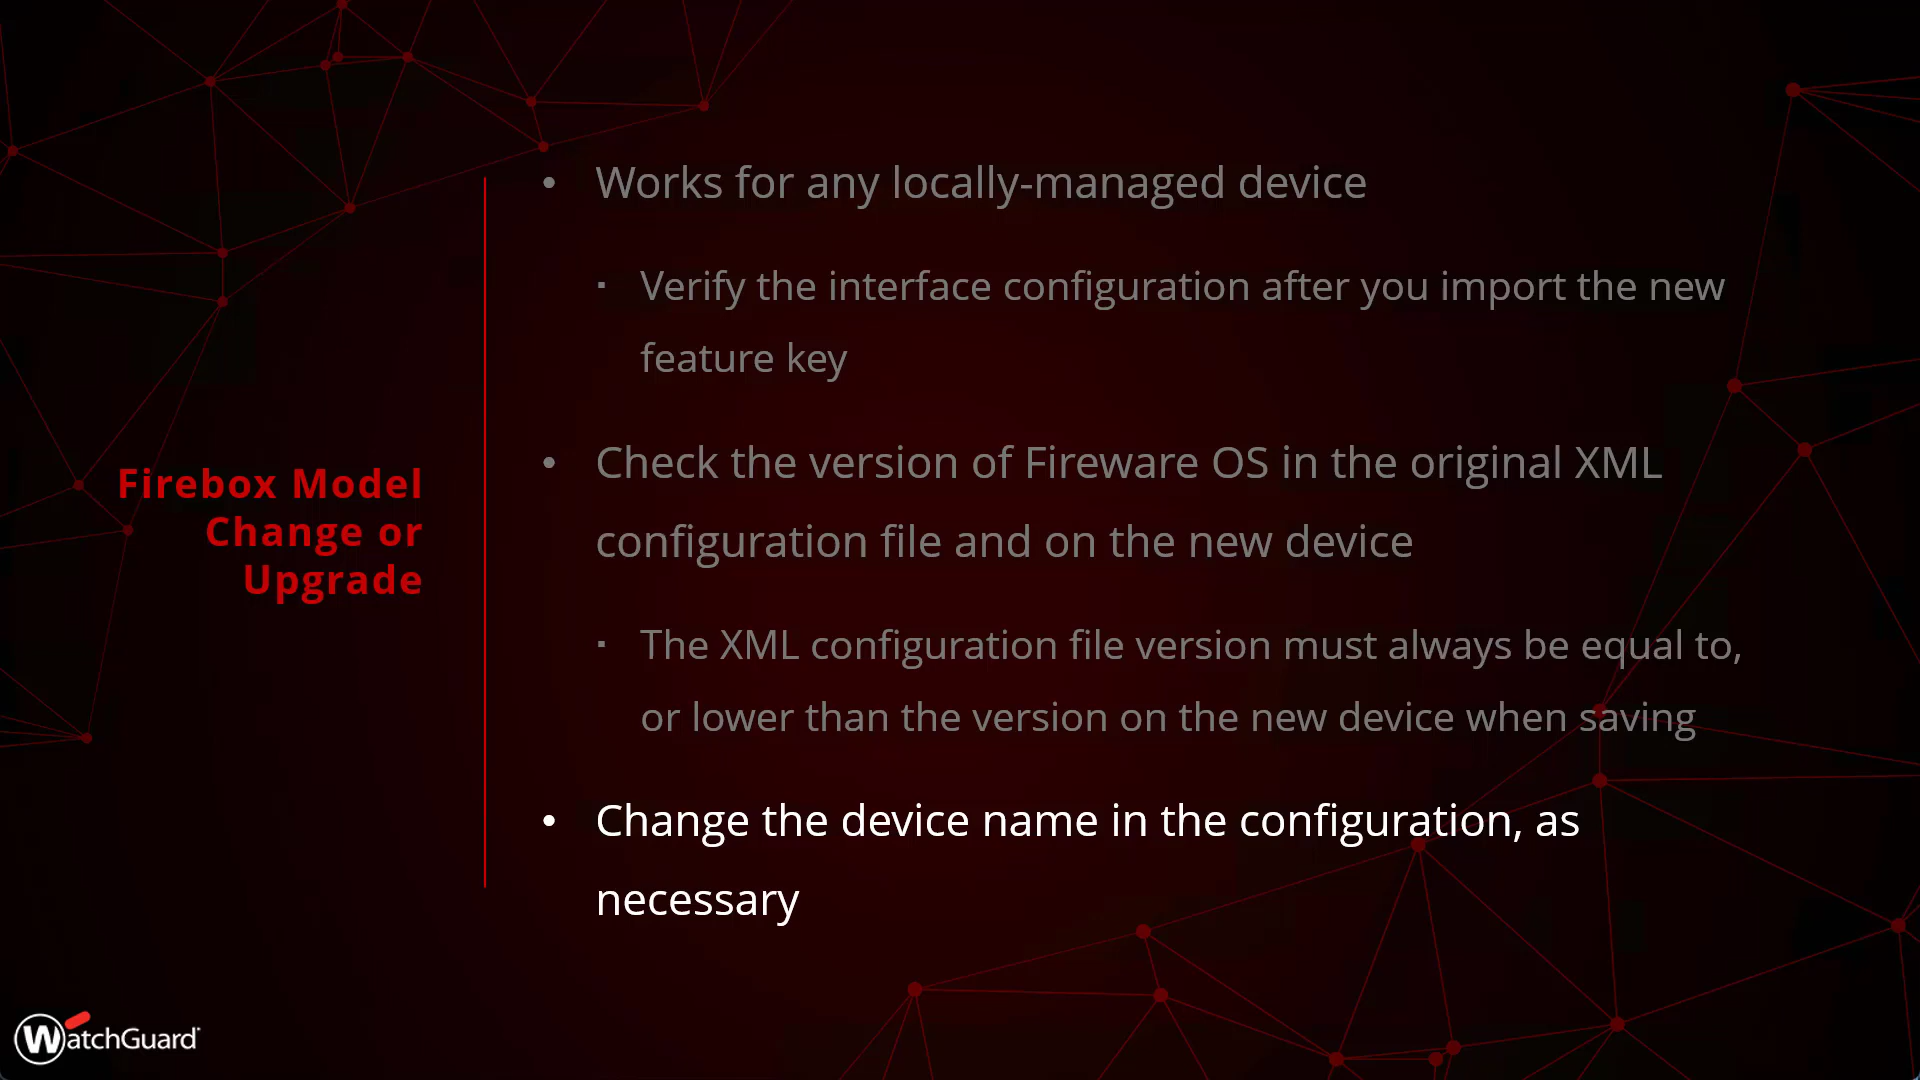 Firebox Model
Change or
Upgrade
• Works for any locally-managed device
▪ Verify the interface configuration after you import the new
feature key
• Check the version of Fireware OS in the original XML
configuration file and on the new device
▪ The XML configuration file version must always be equal to,
or lower than the version on the new device when saving
• Change the device name in the configuration, as
necessary
WatchGuard